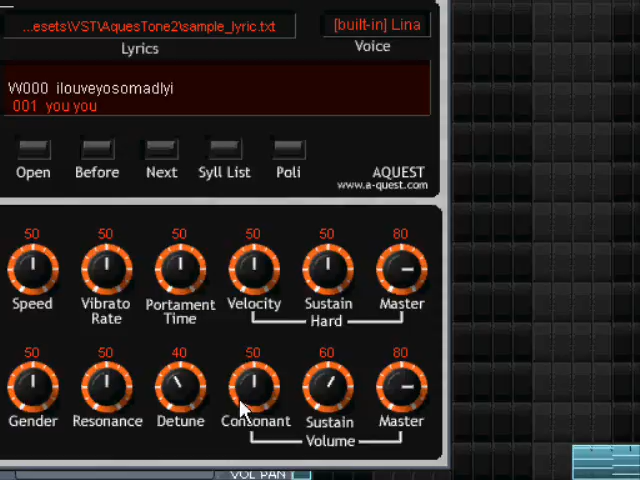 ...esets\VST\AquesTone2\sample_lyric.txt [built-in] Lina
Lyrics Voice
W000 iloveyosomadlyi
001 you you
Open Before Next Syll List Poli
AQUEST
www.a-quest.com
50 50 50 50 50 80
Speed Vibrato Rate Portament Time Velocity Sustain Master
Hard
50 50 40 50 60 80
Gender Resonance Detune Consonant Sustain Master
Volume
VOL PAN